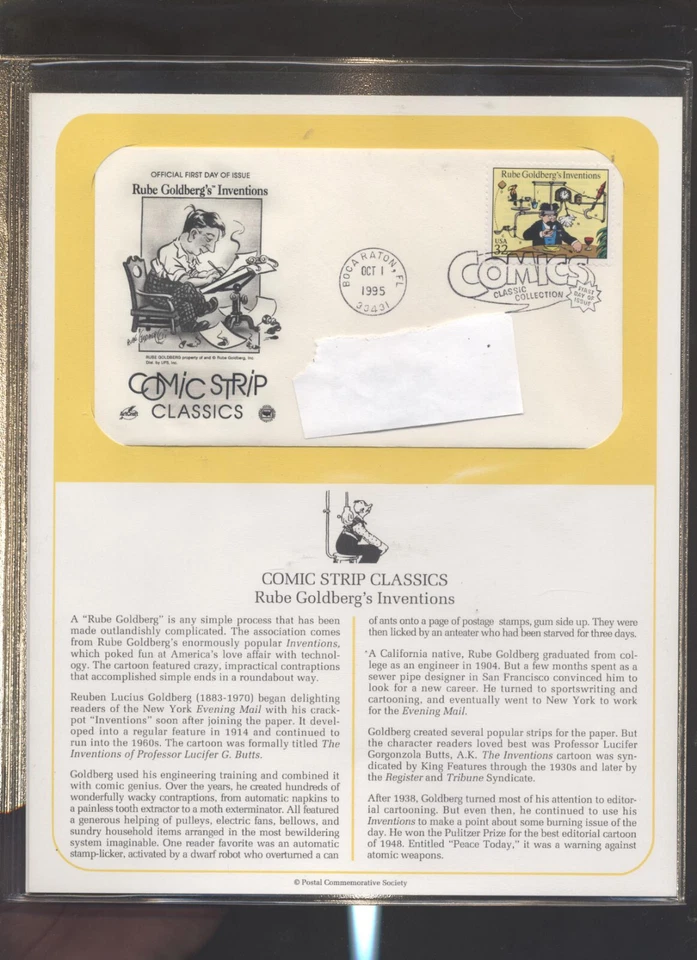 OFFICIAL FIRST DAY OF ISSUE
Rube Goldberg's™ Inventions
RUBE GOLDBERG property of and ® Rube Goldberg, Inc.
Dist. by UFS, Inc.
COMIC STRIP
CLASSICS
BOCA RATON, FL
OCT 1
1995
33431
Rube Goldberg's Inventions
USA
32
COMICS
CLASSIC
COLLECTION
FIRST
DAY OF
ISSUE
COMIC STRIP CLASSICS
Rube Goldberg's Inventions
A “Rube Goldberg” is any simple process that has been
made outlandishly complicated. The association comes
from Rube Goldberg's enormously popular Inventions,
which poked fun at America's love affair with technol-
ogy. The cartoon featured crazy, impractical contraptions
that accomplished simple ends in a roundabout way.
Reuben Lucius Goldberg (1883-1970) began delighting
readers of the New York Evening Mail with his crack-
pot “Inventions” soon after joining the paper. It devel-
oped into a regular feature in 1914 and continued to
run into the 1960s. The cartoon was formally titled The
Inventions of Professor Lucifer G. Butts.
Goldberg used his engineering training and combined it
with comic genius. Over the years, he created hundreds of
wonderfully wacky contraptions, from automatic napkins to
a painless tooth extractor to a moth exterminator. All featured
a generous helping of pulleys, electric fans, bellows, and
sundry household items arranged in the most bewildering
system imaginable. One reader favorite was an automatic
stamp-licker, activated by a dwarf robot who overturned a can
of ants onto a page of postage stamps, gum side up. They were
then licked by an anteater who had been starved for three days.
A California native, Rube Goldberg graduated from col-
lege as an engineer in 1904. But a few months spent as a
sewer pipe designer in San Francisco convinced him to
look for a new career. He turned to sportswriting and
cartooning, and eventually went to New York to work
for the Evening Mail.
Goldberg created several popular strips for the paper. But
the character readers loved best was Professor Lucifer
Gorgonzola Butts, A.K. The Inventions cartoon was syn-
dicated by King Features through the 1930s and later by
the Register and Tribune Syndicate.
After 1938, Goldberg turned most of his attention to editor-
ial cartooning. But even then, he continued to use his
Inventions to make a point about some burning issue of the
day. He won the Pulitzer Prize for the best editorial cartoon
of 1948. Entitled “Peace Today,” it was a warning against
atomic weapons.
© Postal Commemorative Society